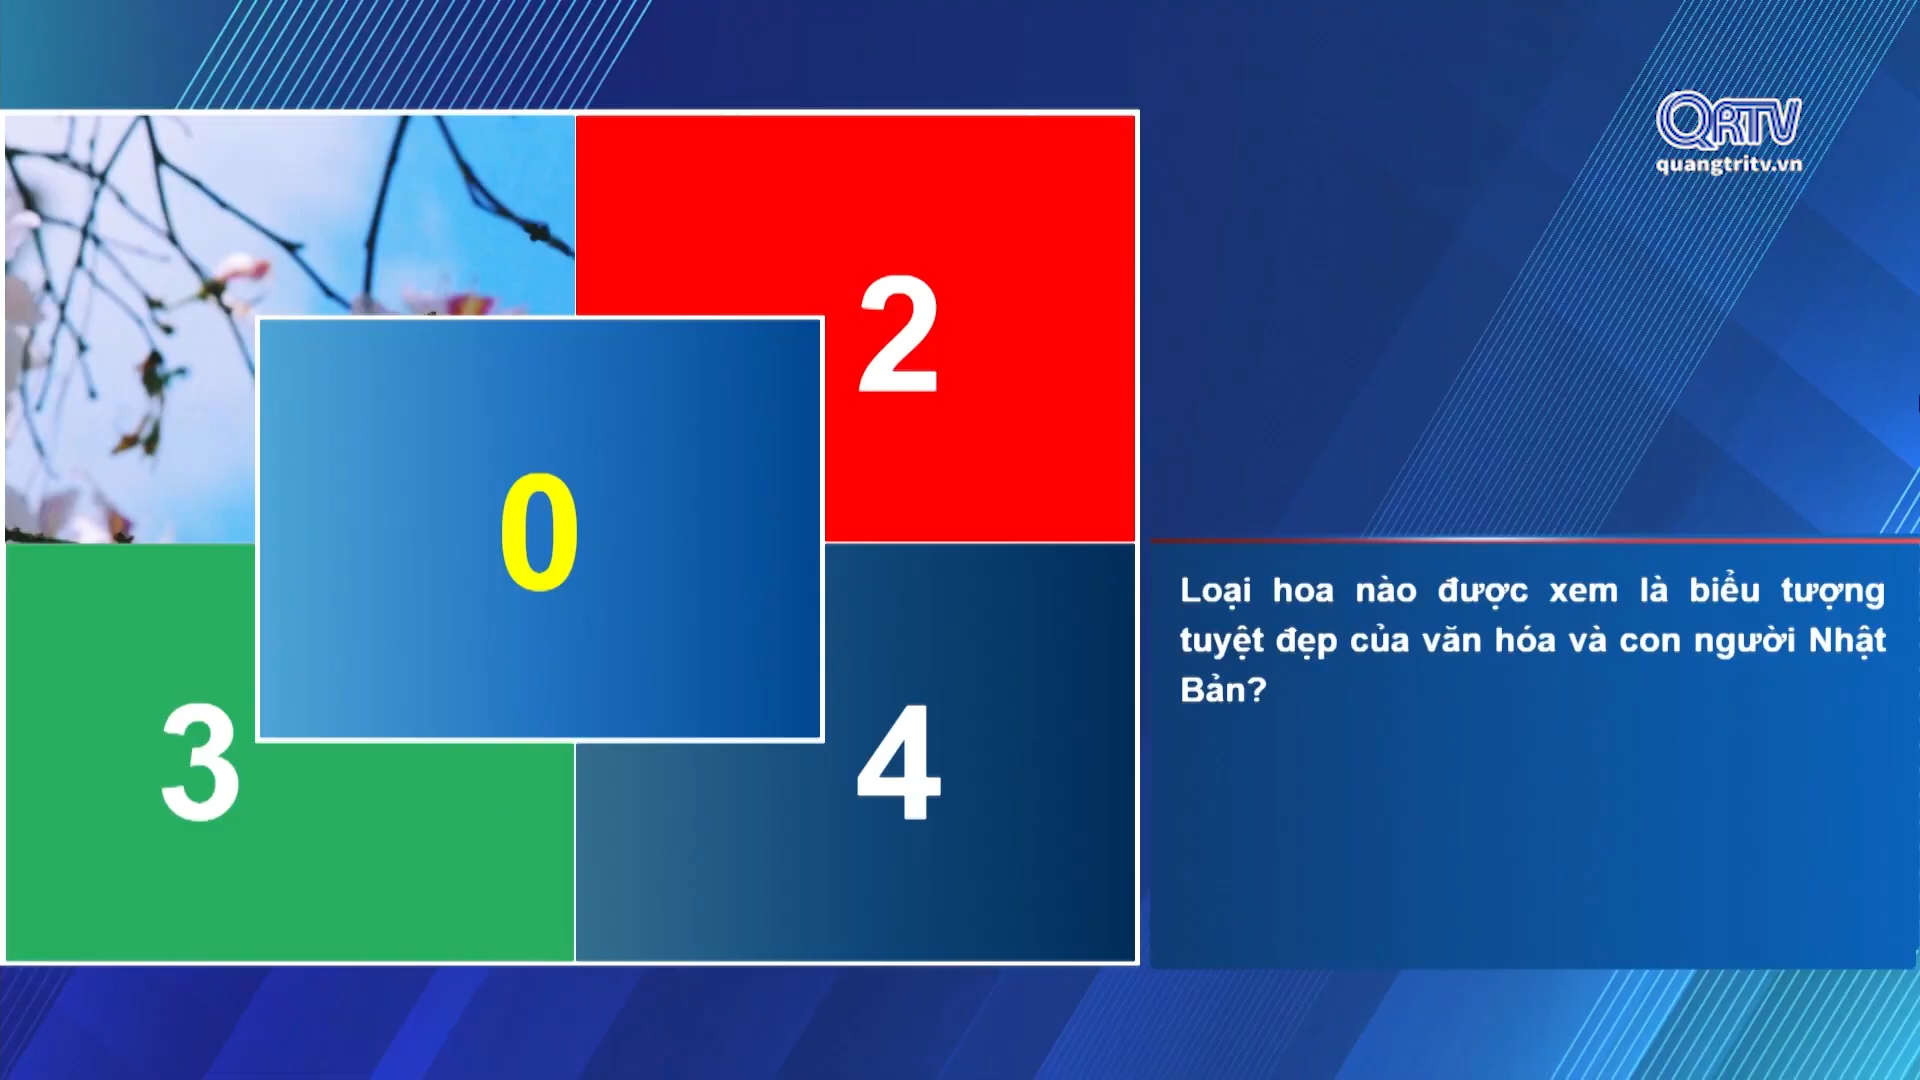 QRTV
quangtritv.vn
2
0
3
4
Loại hoa nào được xem là biểu tượng
tuyệt đẹp của văn hóa và con người Nhật
Bản?